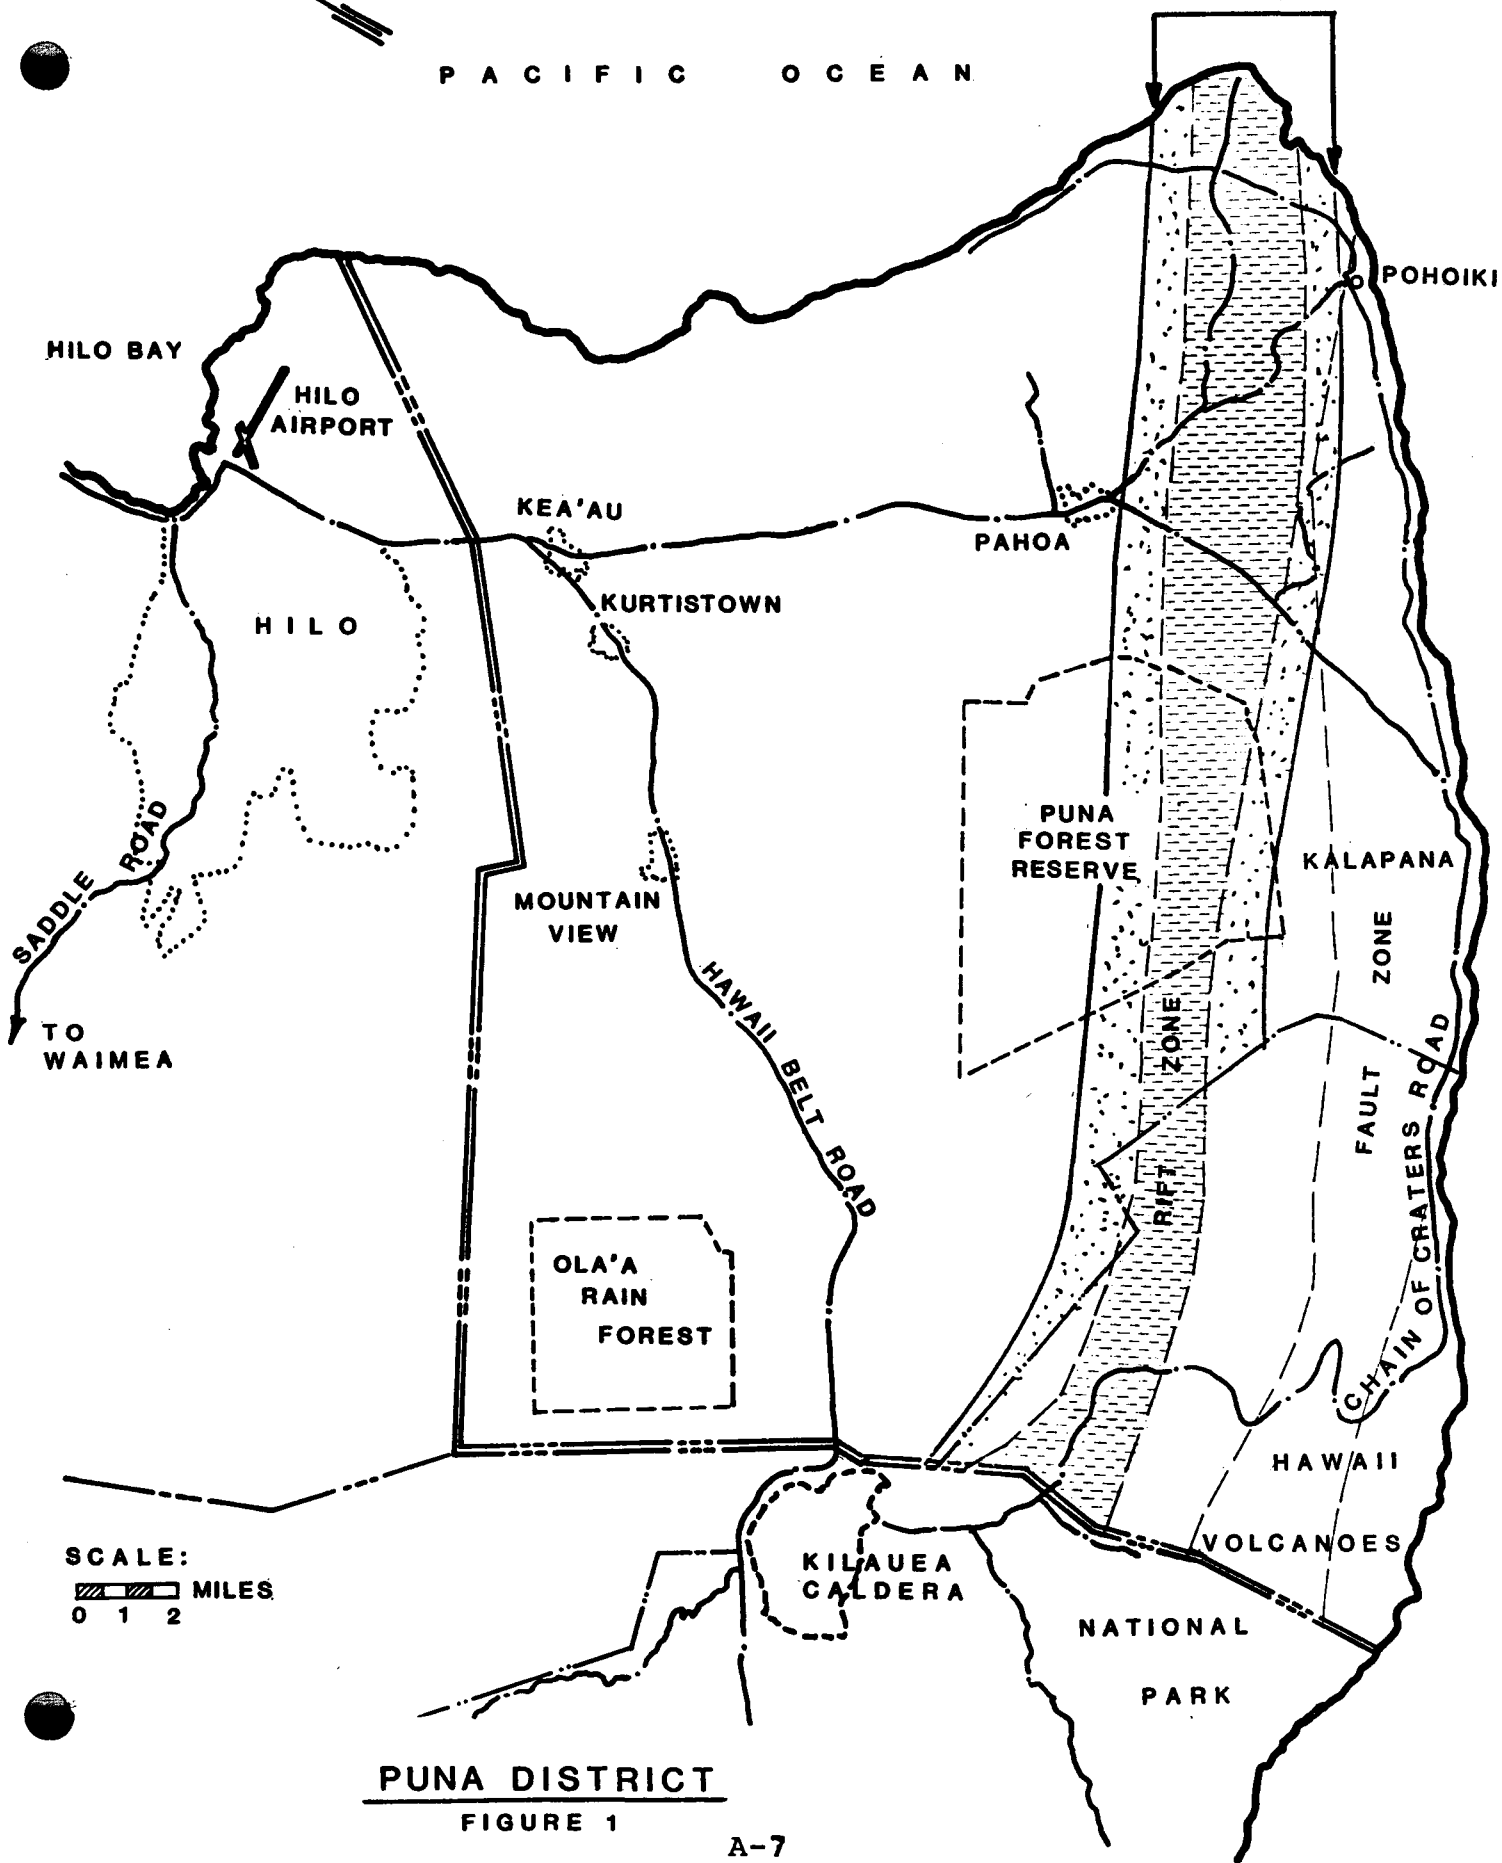 PACIFIC OCEAN
POHOIKI
HILO BAY
HILO
AIRPORT
KEA'AU
PAHOA
KURTISTOWN
HILO
PUNA
FOREST
RESERVE
KALAPANA
ZONE
FAULT
SADDLE ROAD
MOUNTAIN
VIEW
HAWAII BELT ROAD
TO
WAIMEA
ZONE
RIFT
CHAIN OF CRATERS ROAD
OLA'A
RAIN
FOREST
HAWAII
VOLCANOES
NATIONAL
PARK
KILAUEA
CALDERA
SCALE:
MILES
0 1 2
PUNA DISTRICT
FIGURE 1
A-7